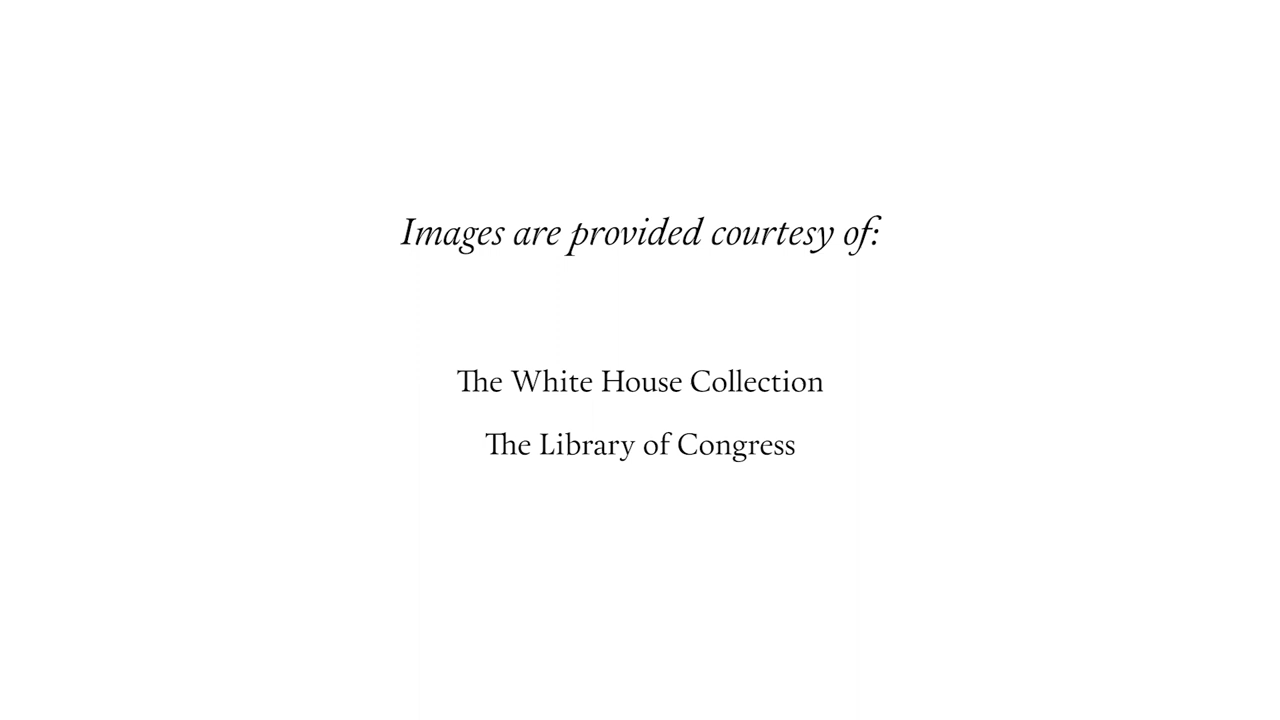 Images are provided courtesy of:
The White House Collection
The Library of Congress